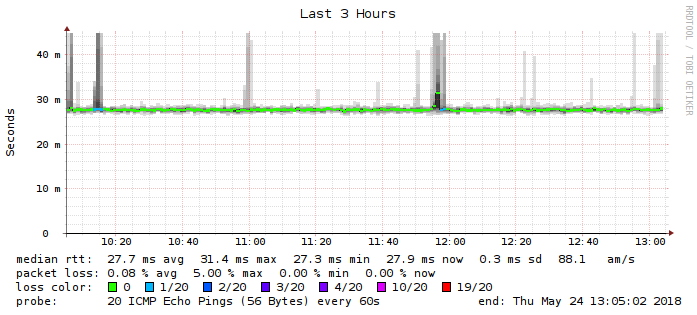 Last 3 Hours
RRDTOOL / TOBI OETIKER
Seconds
40 m
30 m
20 m
10 m
0
10:20 10:40 11:00 11:20 11:40 12:00 12:20 12:40 13:00
median rtt: 27.7 ms avg 31.4 ms max 27.3 ms min 27.9 ms now 0.3 ms sd 88.1 am/s
packet loss: 0.08 % avg 5.00 % max 0.00 % min 0.00 % now
loss color: 0 1/20 2/20 3/20 4/20 10/20 19/20
probe: 20 ICMP Echo Pings (56 Bytes) every 60s end: Thu May 24 13:05:02 2018